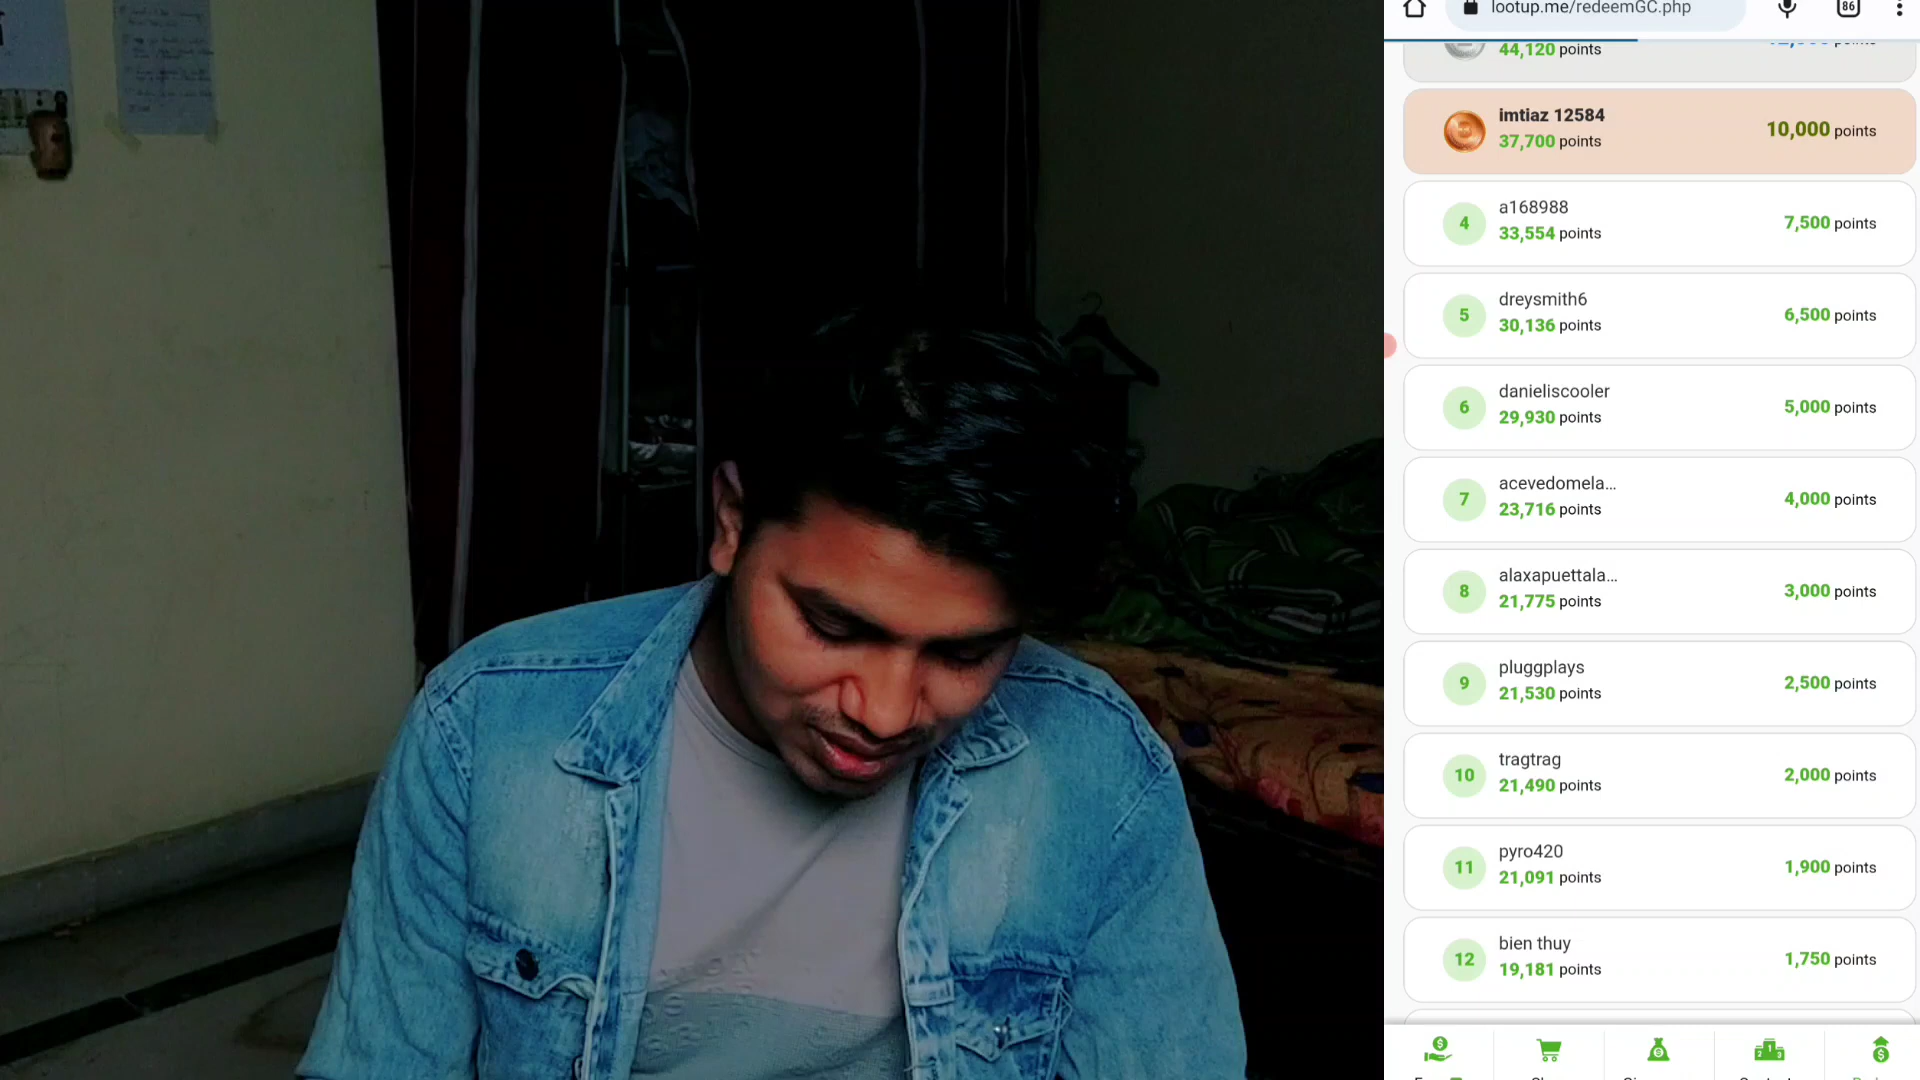 lootup.me/redeemGC.php
86
44,120 points
imtiaz 12584
37,700 points
10,000 points
4
a168988
33,554 points
7,500 points
5
dreysmith6
30,136 points
6,500 points
6
danieliscooler
29,930 points
5,000 points
7
acevedomela...
23,716 points
4,000 points
8
alaxapuettala...
21,775 points
3,000 points
9
pluggplays
21,530 points
2,500 points
10
tragtrag
21,490 points
2,000 points
11
pyro420
21,091 points
1,900 points
12
bien thuy
19,181 points
1,750 points